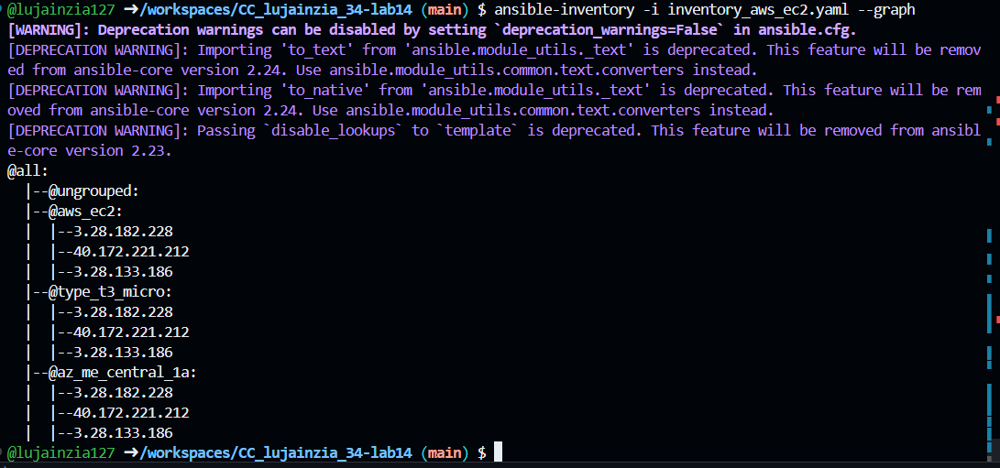 @lujainzia127 ➜/workspaces/CC_lujainzia_34-lab14 (main) $ ansible-inventory -i inventory_aws_ec2.yaml --graph
[WARNING]: Deprecation warnings can be disabled by setting `deprecation_warnings=False` in ansible.cfg.
[DEPRECATION WARNING]: Importing 'to_text' from 'ansible.module_utils._text' is deprecated. This feature will be remov
ed from ansible-core version 2.24. Use ansible.module_utils.common.text.converters instead.
[DEPRECATION WARNING]: Importing 'to_native' from 'ansible.module_utils._text' is deprecated. This feature will be rem
oved from ansible-core version 2.24. Use ansible.module_utils.common.text.converters instead.
[DEPRECATION WARNING]: Passing `disable_lookups` to `template` is deprecated. This feature will be removed from ansibl
e-core version 2.23.
@all:
  |--@ungrouped:
  |--@aws_ec2:
  |  |--3.28.182.228
  |  |--40.172.221.212
  |  |--3.28.133.186
  |--@type_t3_micro:
  |  |--3.28.182.228
  |  |--40.172.221.212
  |  |--3.28.133.186
  |--@az_me_central_1a:
  |  |--3.28.182.228
  |  |--40.172.221.212
  |  |--3.28.133.186
@lujainzia127 ➜/workspaces/CC_lujainzia_34-lab14 (main) $